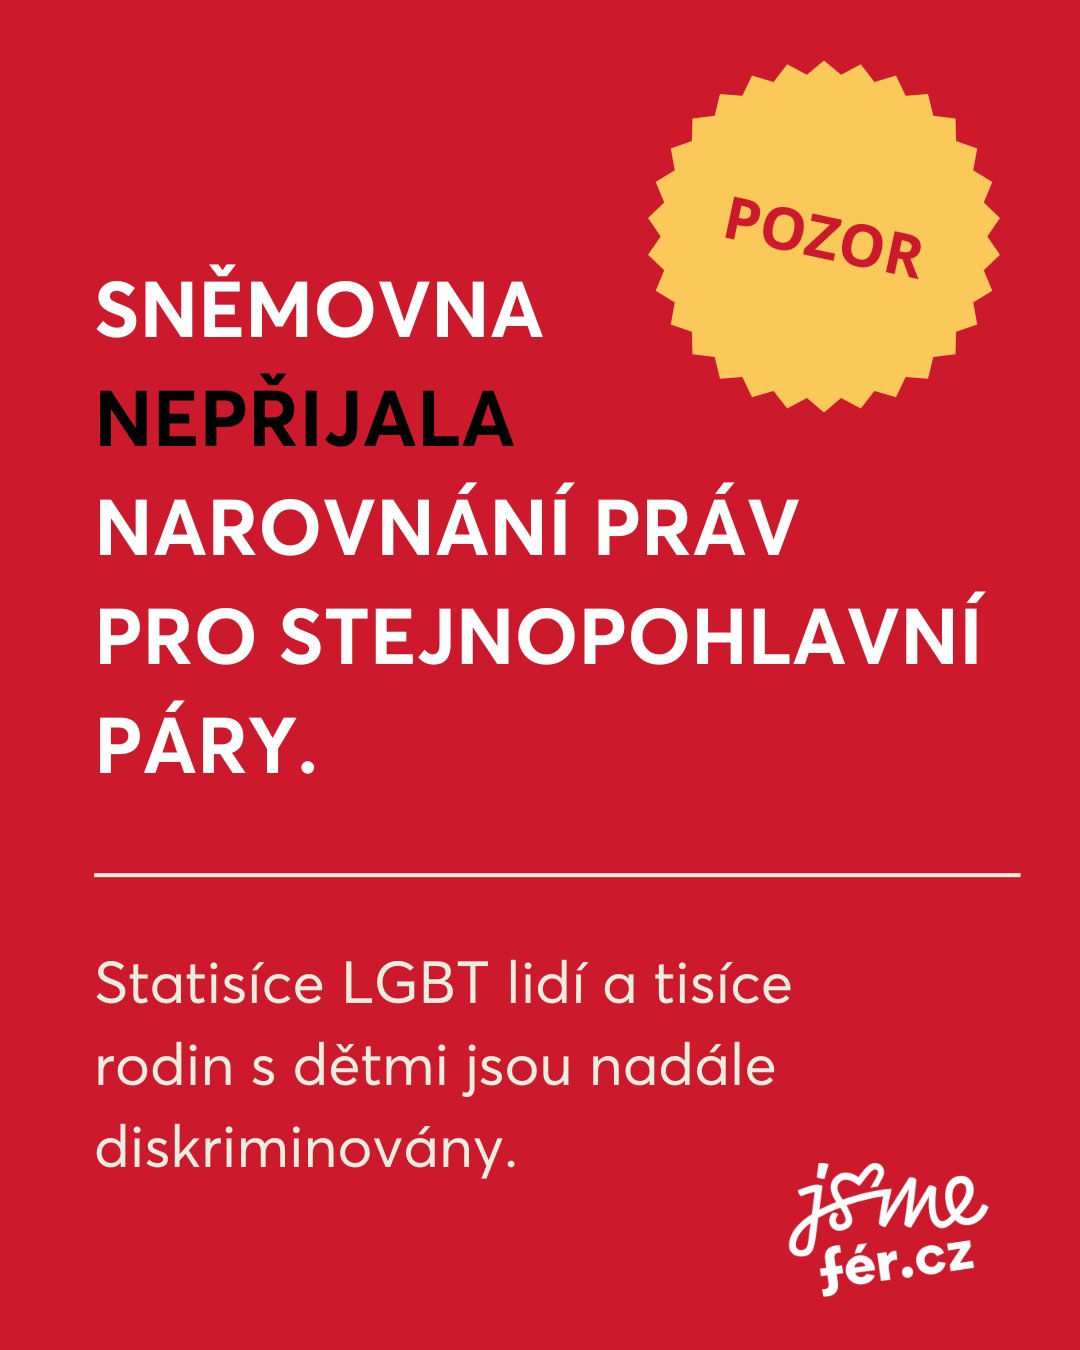 POZOR
SNĚMOVNA
NEPŘIJALA
NAROVNÁNÍ PRÁV
PRO STEJNOPOHLAVNÍ
PÁRY.
Statisíce LGBT lidí a tisíce
rodin s dětmi jsou nadále
diskriminovány.
jsme
fér.cz